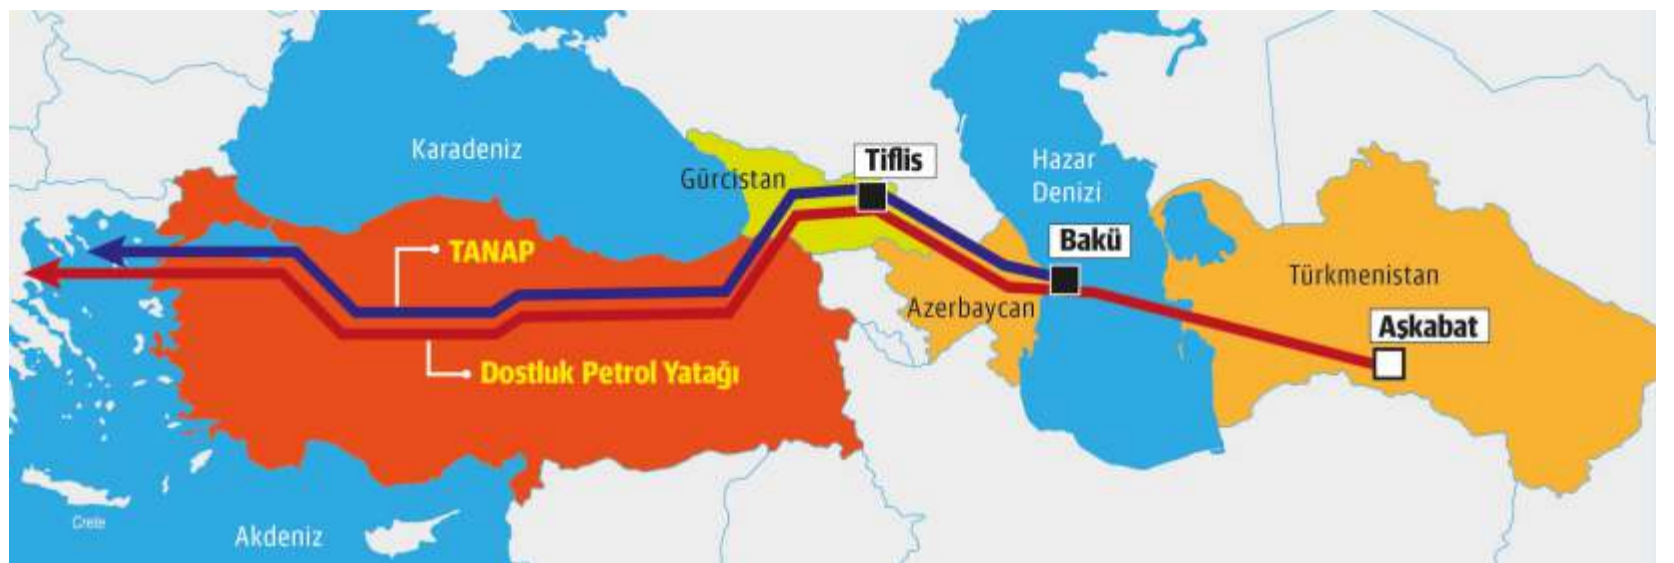 Karadeniz
Gürcistan
Tiflis
Hazar
Denizi
Bakü
TANAP
Türkmenistan
Azerbaycan
Aşkabat
Dostluk Petrol Yatağı
Crete
Akdeniz